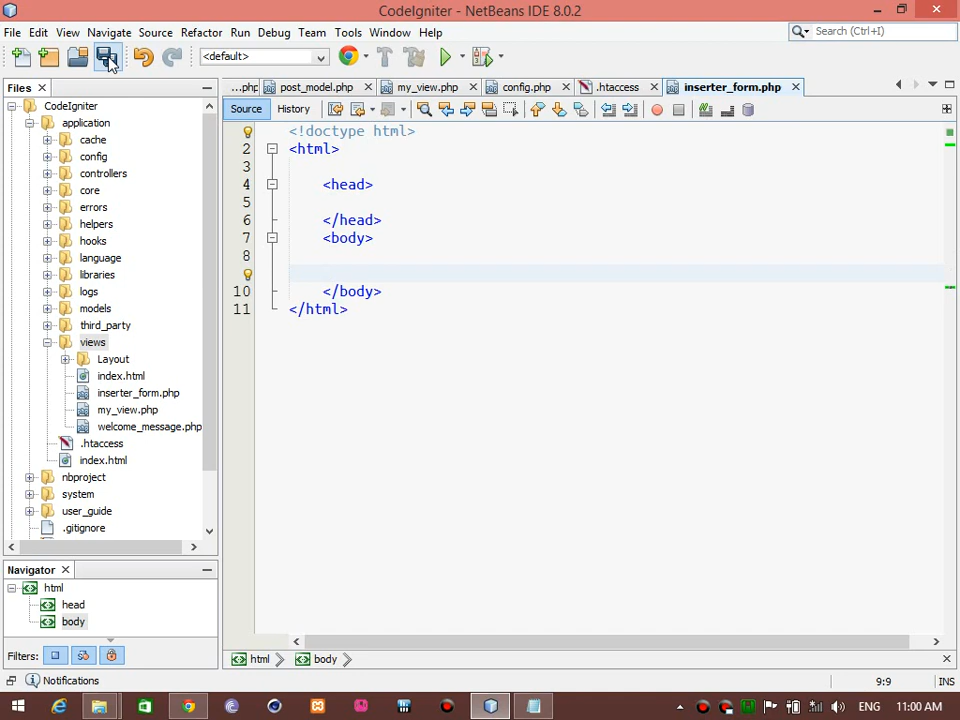 CodeIgniter - NetBeans IDE 8.0.2
File Edit View Navigate Source Refactor Run Debug Team Tools Window Help
Search (Ctrl+I)
<default>
Files
...php post_model.php my_view.php config.php .htaccess inserter_form.php
Source History
CodeIgniter
application
cache
config
controllers
core
errors
helpers
hooks
language
libraries
logs
models
third_party
views
Layout
index.html
inserter_form.php
my_view.php
welcome_message.php
.htaccess
index.html
nbproject
system
user_guide
.gitignore
<!doctype html>
2 <html>
3
4 <head>
5
6 </head>
7 <body>
8
10 </body>
11 </html>
Navigator
html
head
body
Filters:
html body
Notifications
9:9 INS
ENG 11:00 AM